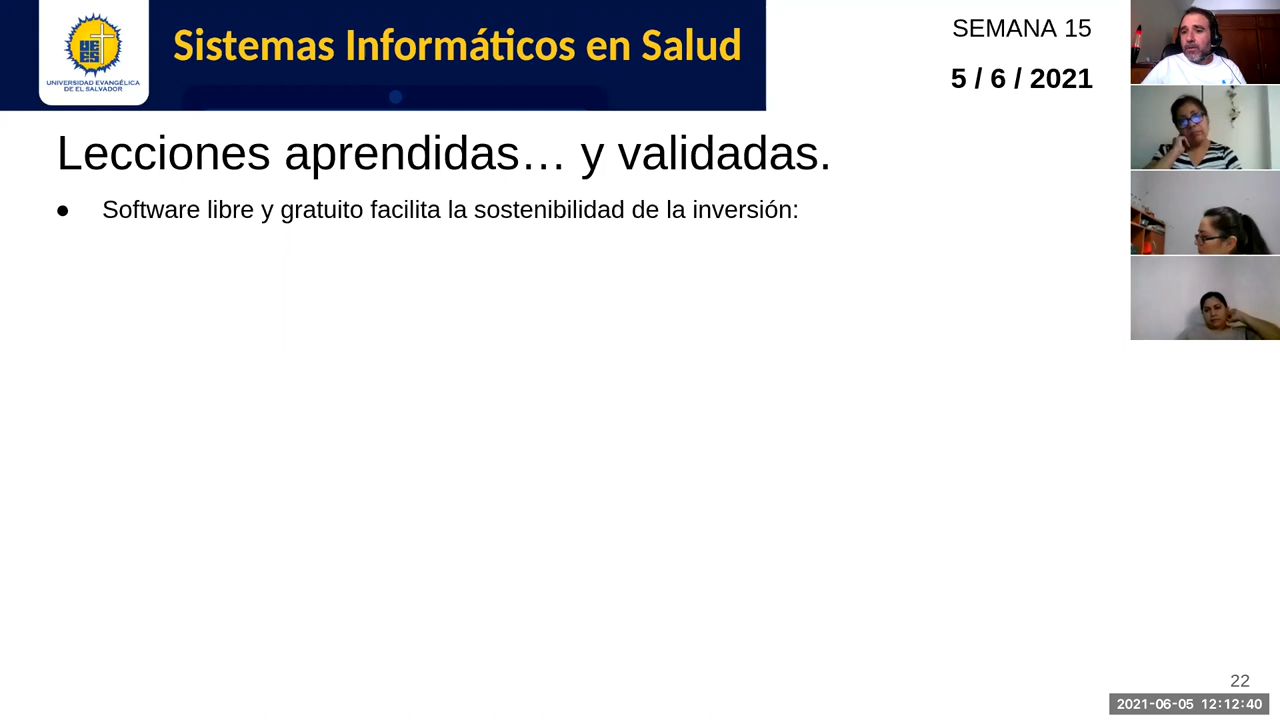 UNIVERSIDAD EVANGÉLICA
DE EL SALVADOR
Sistemas Informáticos en Salud
SEMANA 15
5 / 6 / 2021
Lecciones aprendidas… y validadas.
● Software libre y gratuito facilita la sostenibilidad de la inversión:
22
2021-06-05 12:12:40